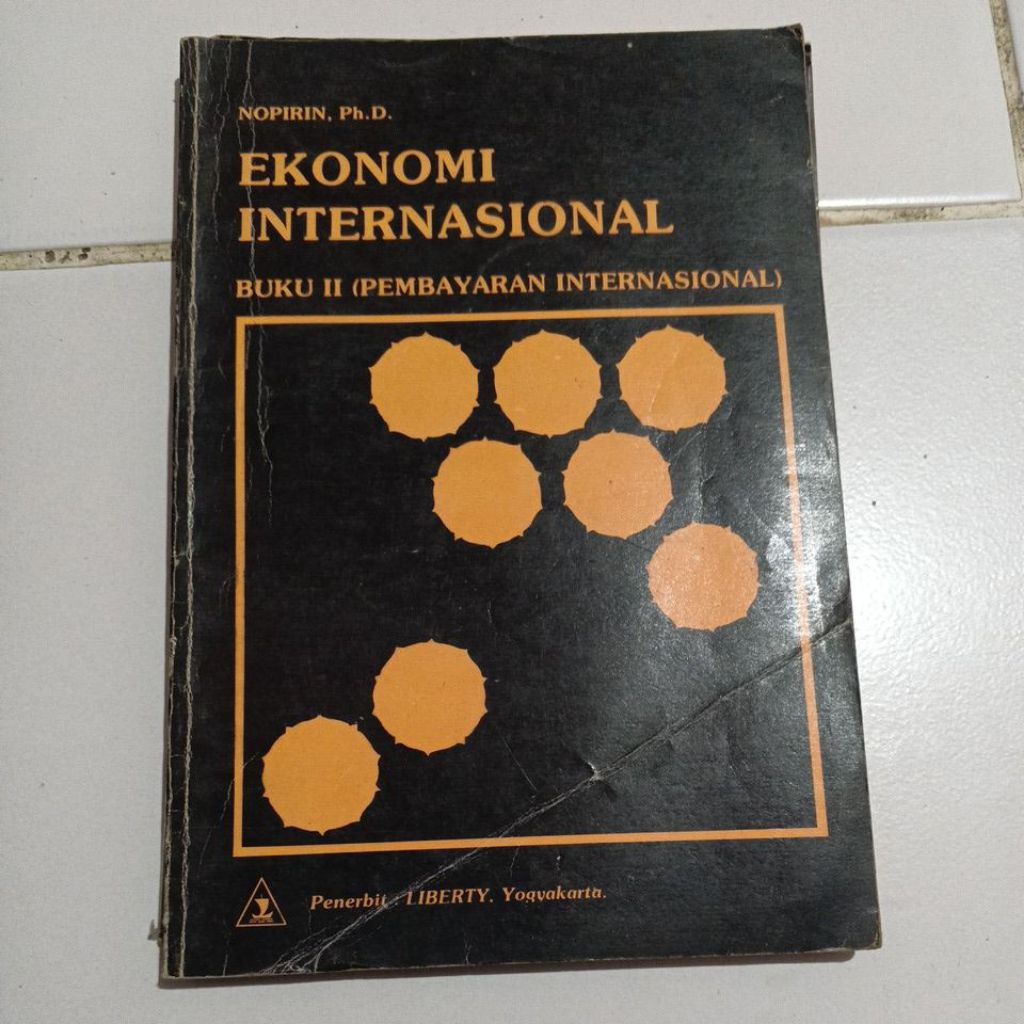 NOPIRIN, Ph.D.
EKONOMI
INTERNASIONAL
BUKU II (PEMBAYARAN INTERNASIONAL)
Penerbit : LIBERTY, Yogyakarta.